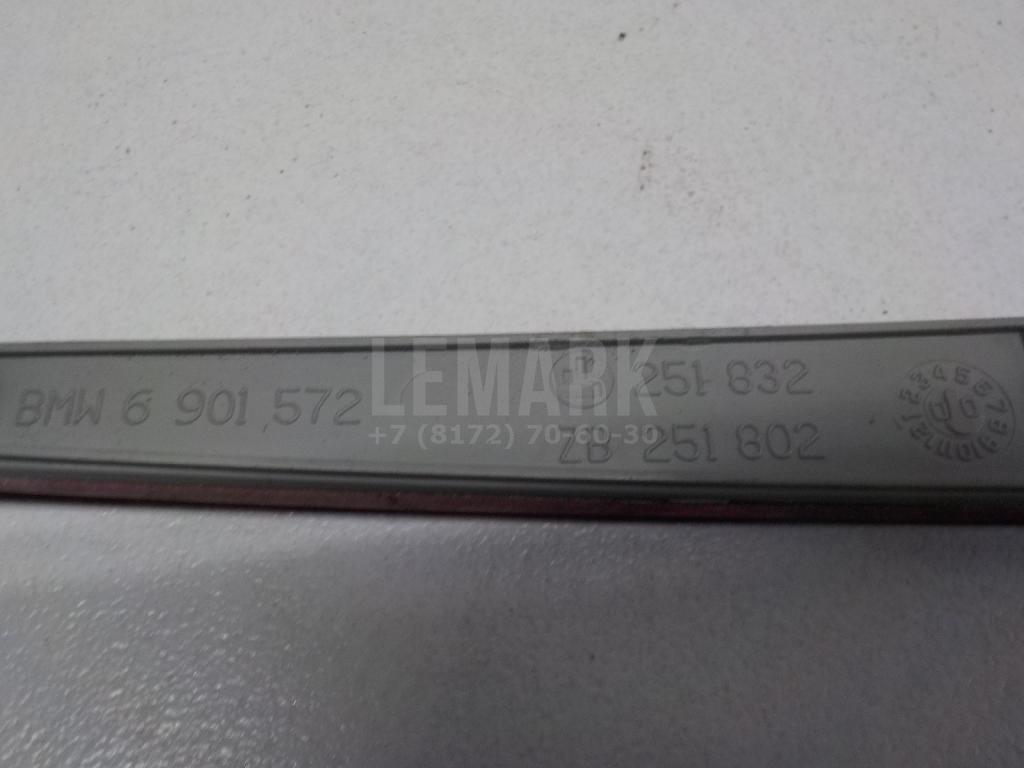 BMW 6 901 572
251 832
ZB 251 802
LEMARK
+7 (8172) 70-60-30